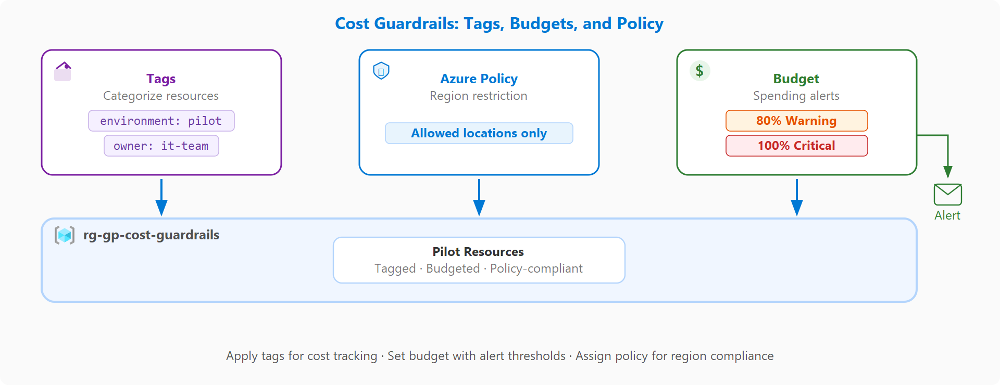 Cost Guardrails: Tags, Budgets, and Policy
Tags
Categorize resources
environment: pilot
owner: it-team
Azure Policy
Region restriction
Allowed locations only
$
Budget
Spending alerts
80% Warning
100% Critical
Alert
rg-gp-cost-guardrails
Pilot Resources
Tagged · Budgeted · Policy-compliant
Apply tags for cost tracking · Set budget with alert thresholds · Assign policy for region compliance